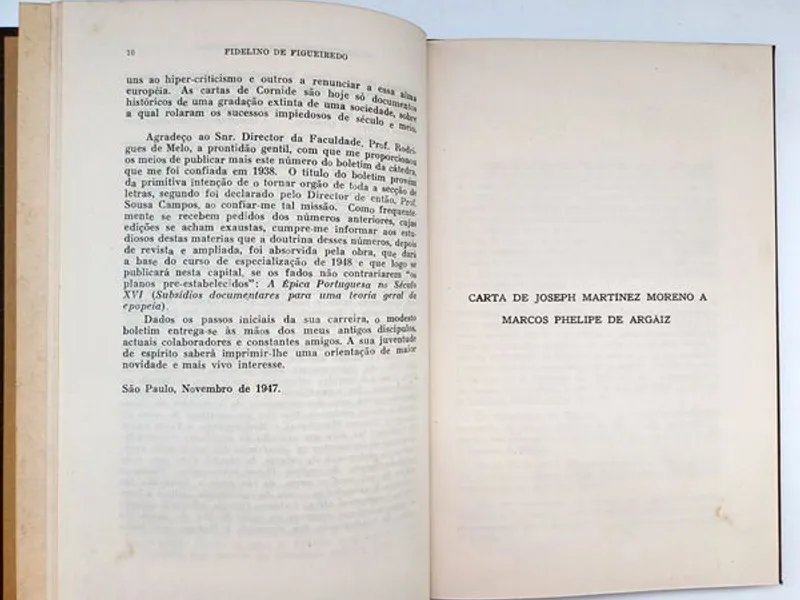 10 FIDELINO DE FIGUEIREDO
uns ao hiper-criticismo e outros a renunciar a essa alma
européia. As cartas de Cornide são hoje só documentos
históricos de uma gradação extinta de uma sociedade, sobre
a qual rolaram os sucessos impiedosos de século e meio.
Agradeço ao Snr. Director da Faculdade, Prof. Rodri-
gues de Melo, a prontidão gentil, com que me proporcionou
os meios de publicar mais este número do boletim da cátedra,
que me foi confiada em 1938. O título do boletim provém
da primitiva intenção de o tornar orgão de toda a secção de
letras, segundo foi declarado pelo Director de então, Prof.
Sousa Campos, ao confiar-me tal missão. Como frequente-
mente se recebem pedidos dos números anteriores, cujas
edições se acham exaustas, cumpre-me informar aos estu-
diosos destas materias que a doutrina desses números, depois
de revista e ampliada, foi absorvida pela obra, que dará
a base do curso de especialização de 1948 e que logo se
publicará nesta capital, se os fados não contrariarem "os
planos pre-estabelecidos": A Épica Portuguesa no Século
XVI (Subsídios documentares para uma teoria geral da
epopeia).
Dados os passos iniciais da sua carreira, o modesto
boletim entrega-se às mãos dos meus antigos discípulos,
actuais colaboradores e constantes amigos. A sua juventude
de espírito saberá imprimir-lhe uma orientação de maior
novidade e mais vivo interesse.
São Paulo, Novembro de 1947.
CARTA DE JOSEPH MARTÍNEZ MORENO A
MARCOS PHELIPE DE ARGÁIZ